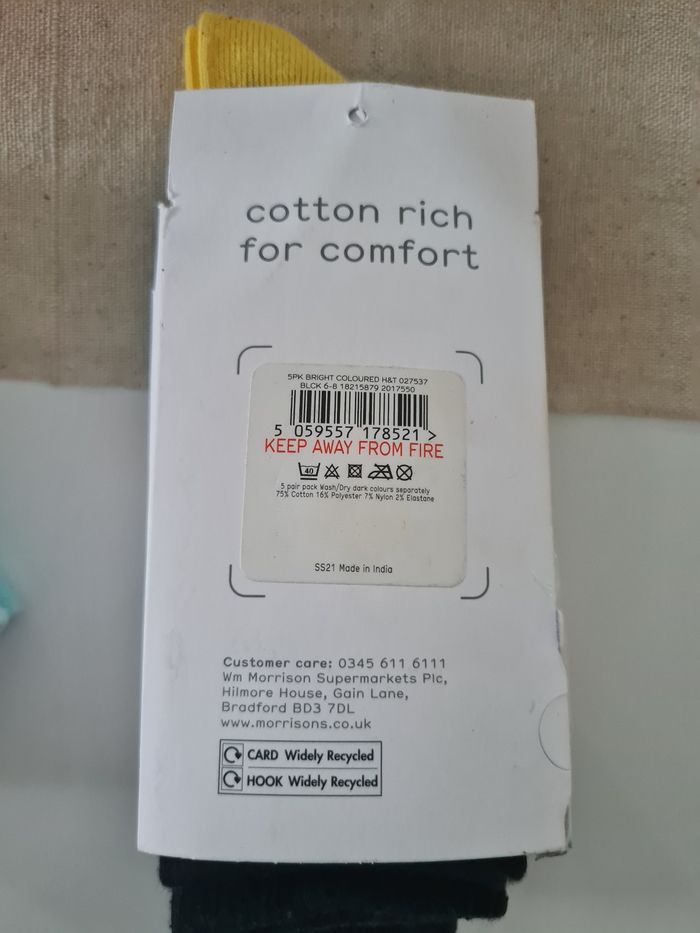 cotton rich
for comfort
5PK BRIGHT COLOURED H&T 027537
BLCK 6-8 18215879 2017550
5 059557 178521 >
KEEP AWAY FROM FIRE
40
5 pair pack Wash/Dry dark colours separately
75% Cotton 16% Polyester 7% Nylon 2% Elastane
SS21 Made in India
Customer care: 0345 611 6111
Wm Morrison Supermarkets Plc,
Hilmore House, Gain Lane,
Bradford BD3 7DL
www.morrisons.co.uk
CARD Widely Recycled
HOOK Widely Recycled